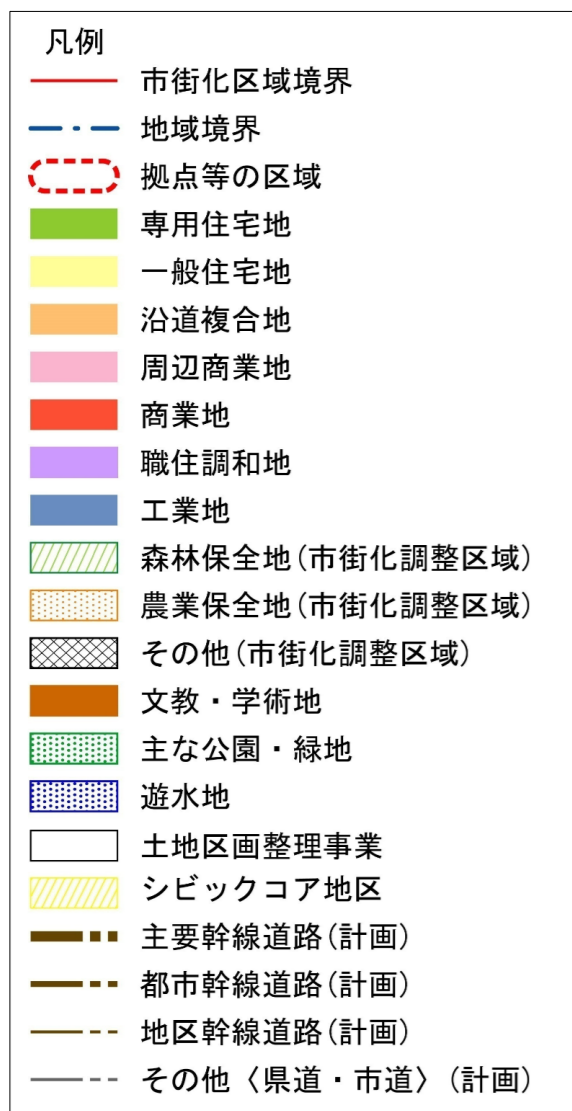 凡例
市街化区域境界
地域境界
拠点等の区域
専用住宅地
一般住宅地
沿道複合地
周辺商業地
商業地
職住調和地
工業地
森林保全地(市街化調整区域)
農業保全地(市街化調整区域)
その他(市街化調整区域)
文教・学術地
主な公園・緑地
遊水地
土地区画整理事業
シビックコア地区
主要幹線道路(計画)
都市幹線道路(計画)
地区幹線道路(計画)
その他〈県道・市道〉(計画)